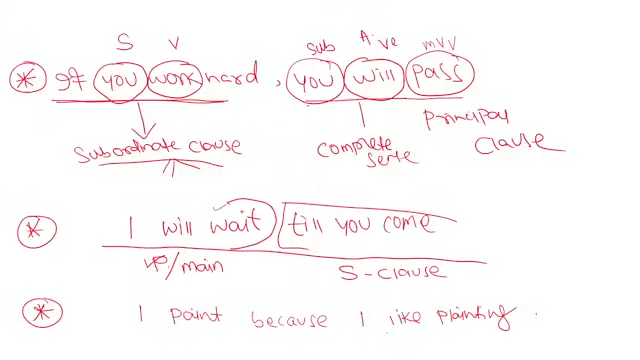 S V sub A.ve mvv
* If you work hard , you will pass
Subordinate clause complete sente principal clause
* I will wait till you come
/main S-clause
* I paint because I like planting .